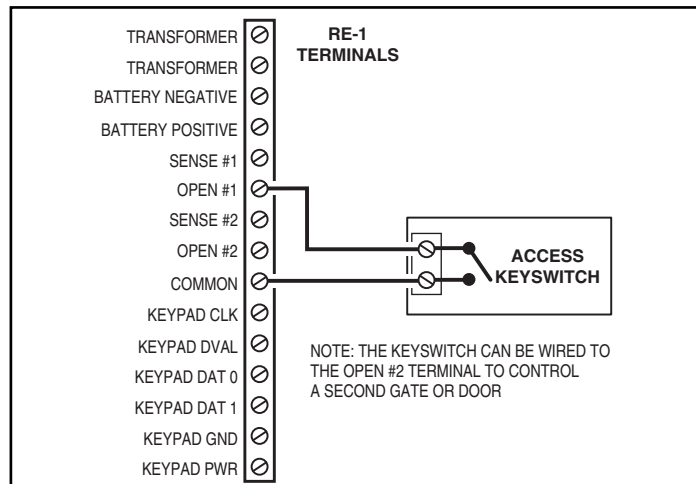 RE-1
TERMINALS
TRANSFORMER
TRANSFORMER
BATTERY NEGATIVE
BATTERY POSITIVE
SENSE #1
OPEN #1
SENSE #2
OPEN #2
COMMON
KEYPAD CLK
KEYPAD DVAL
KEYPAD DAT 0
KEYPAD DAT 1
KEYPAD GND
KEYPAD PWR
ACCESS
KEYSWITCH
NOTE: THE KEYSWITCH CAN BE WIRED TO
THE OPEN #2 TERMINAL TO CONTROL
A SECOND GATE OR DOOR